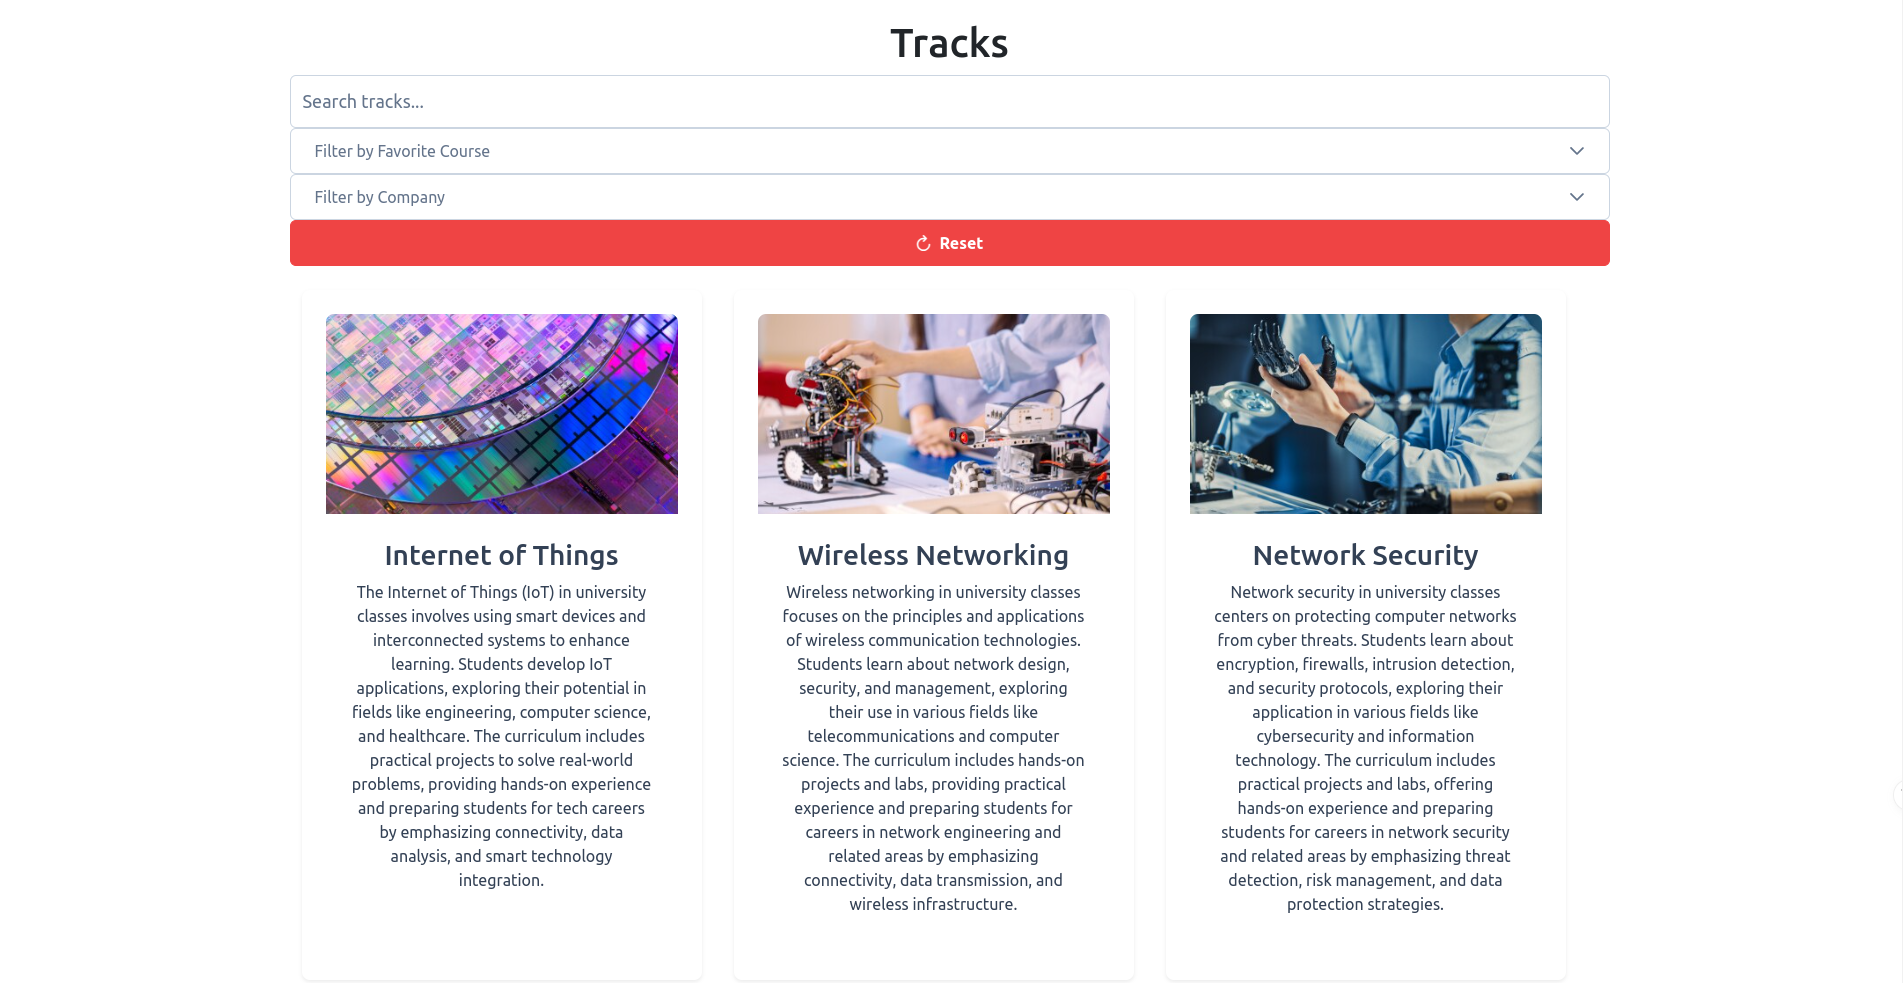 Tracks
Search tracks...
Filter by Favorite Course
Filter by Company
Reset
Internet of Things
The Internet of Things (IoT) in university
classes involves using smart devices and
interconnected systems to enhance
learning. Students develop IoT
applications, exploring their potential in
fields like engineering, computer science,
and healthcare. The curriculum includes
practical projects to solve real-world
problems, providing hands-on experience
and preparing students for tech careers
by emphasizing connectivity, data
analysis, and smart technology
integration.
Wireless Networking
Wireless networking in university classes
focuses on the principles and applications
of wireless communication technologies.
Students learn about network design,
security, and management, exploring
their use in various fields like
telecommunications and computer
science. The curriculum includes hands-on
projects and labs, providing practical
experience and preparing students for
careers in network engineering and
related areas by emphasizing
connectivity, data transmission, and
wireless infrastructure.
Network Security
Network security in university classes
centers on protecting computer networks
from cyber threats. Students learn about
encryption, firewalls, intrusion detection,
and security protocols, exploring their
application in various fields like
cybersecurity and information
technology. The curriculum includes
practical projects and labs, offering
hands-on experience and preparing
students for careers in network security
and related areas by emphasizing threat
detection, risk management, and data
protection strategies.